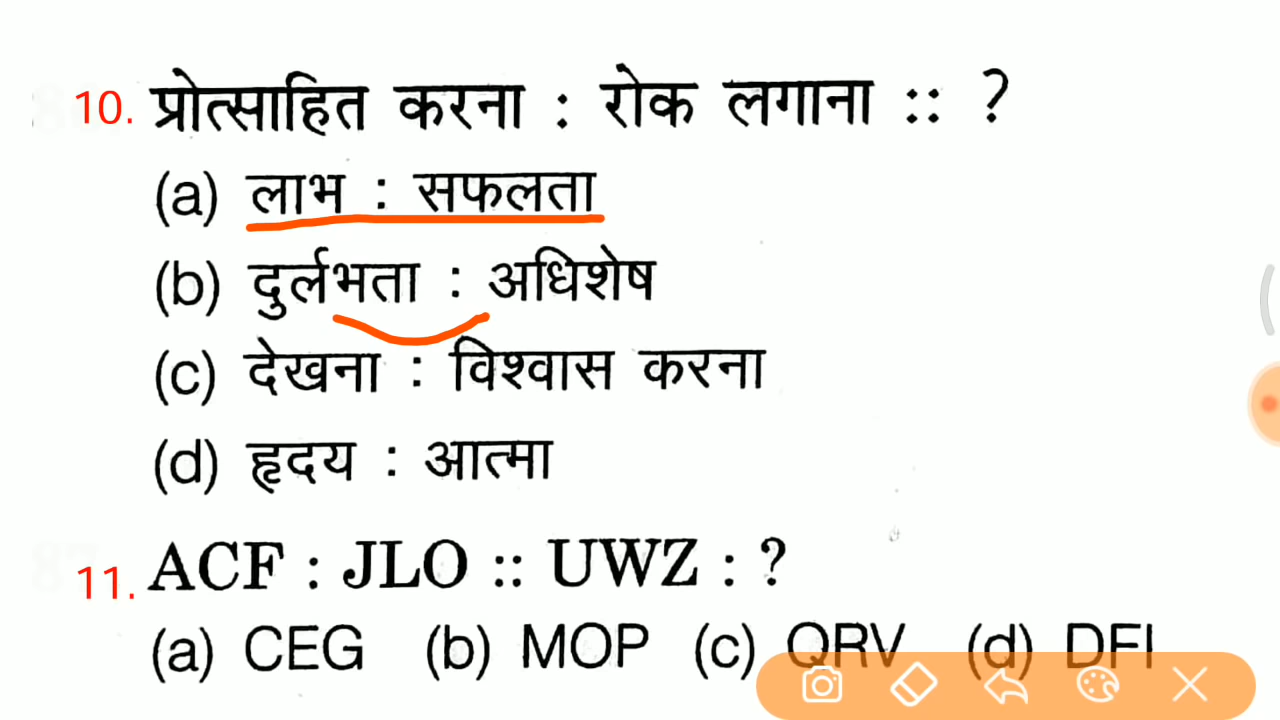 10. प्रोत्साहित करना : रोक लगाना :: ?
(a) लाभ : सफलता
(b) दुर्लभता : अधिशेष
(c) देखना : विश्वास करना
(d) हृदय : आत्मा
11. ACF : JLO :: UWZ : ?
(a) CEG (b) MOP (c) QRV (d) DFI